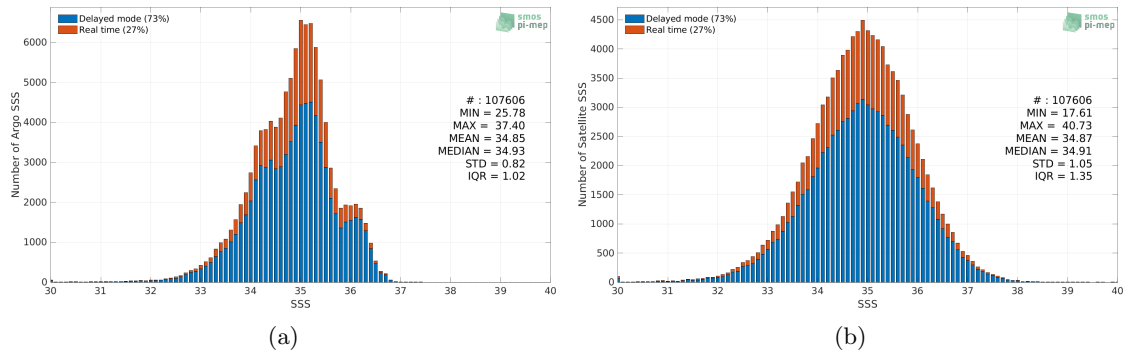 Delayed mode (73%)
Real time (27%)
smos
pi-mep
6000
5000
4000
3000
2000
1000
0
Number of Argo SSS
# : 107606
MIN = 25.78
MAX = 37.40
MEAN = 34.85
MEDIAN = 34.93
STD = 0.82
IQR = 1.02
30 31 32 33 34 35 36 37 38 39 40
SSS
(a)
Delayed mode (73%)
Real time (27%)
smos
pi-mep
4500
4000
3500
3000
2500
2000
1500
1000
500
0
Number of Satellite SSS
# : 107606
MIN = 17.61
MAX = 40.73
MEAN = 34.87
MEDIAN = 34.91
STD = 1.05
IQR = 1.35
30 31 32 33 34 35 36 37 38 39 40
SSS
(b)